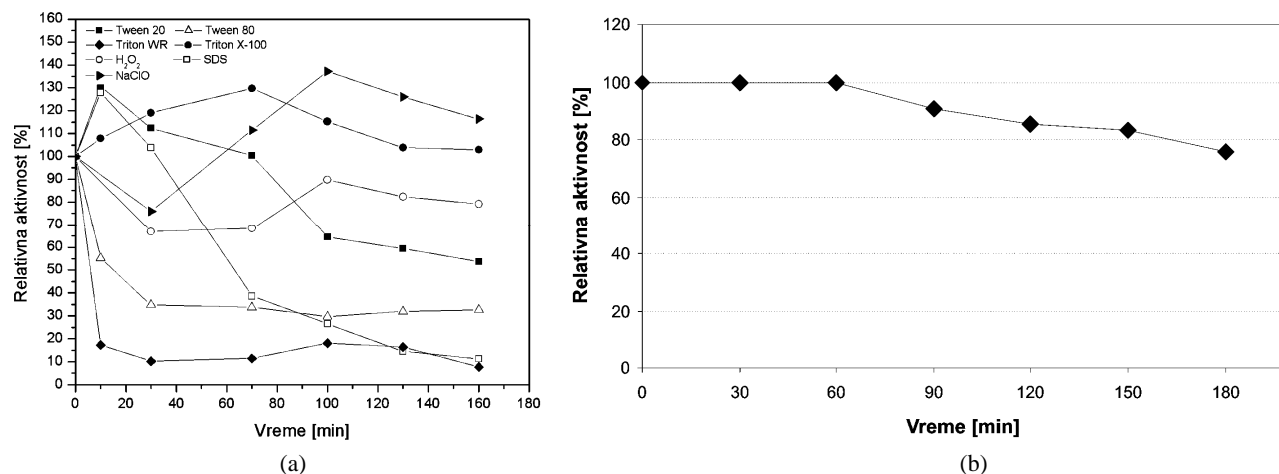 160
150
140
130
120
110
100
90
80
70
60
50
40
30
20
10
0
Relativna aktivnost [%]
Tween 20 Tween 80
Triton WR Triton X-100
H₂O₂ SDS
NaClO
0 20 40 60 80 100 120 140 160 180
Vreme [min]
(a)
120
100
80
60
40
20
0
Relativna aktivnost [%]
0 30 60 90 120 150 180
Vreme [min]
(b)